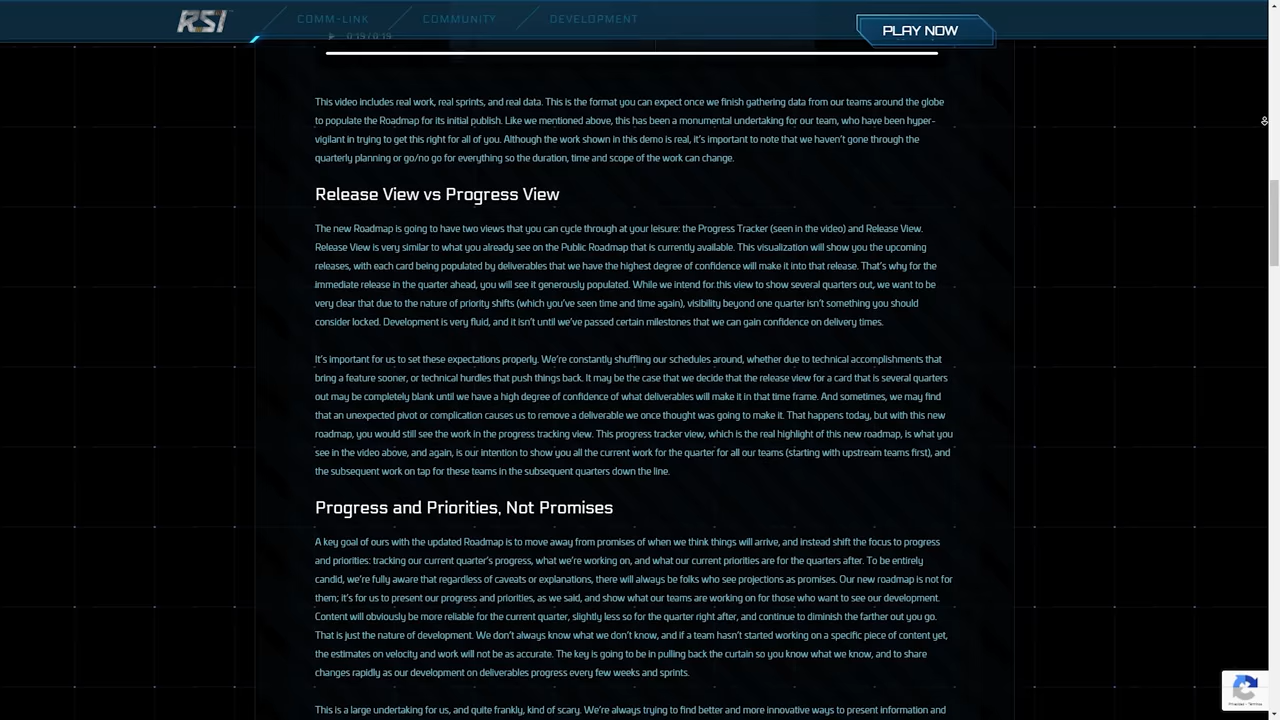 RSI COMM-LINK COMMUNITY DEVELOPMENT PLAY NOW
0:19 / 0:19
This video includes real work, real sprints, and real data. This is the format you can expect once we finish gathering data from our teams around the globe
to populate the Roadmap for its initial publish. Like we mentioned above, this has been a monumental undertaking for our team, who have been hyper-
vigilant in trying to get this right for all of you. Although the work shown in this demo is real, it's important to note that we haven't gone through the
quarterly planning or go/no go for everything so the duration, time and scope of the work can change.
Release View vs Progress View
The new Roadmap is going to have two views that you can cycle through at your leisure: the Progress Tracker (seen in the video) and Release View.
Release View is very similar to what you already see on the Public Roadmap that is currently available. This visualization will show you the upcoming
releases, with each card being populated by deliverables that we have the highest degree of confidence will make it into that release. That's why for the
immediate release in the quarter ahead, you will see it generously populated. While we intend for this view to show several quarters out, we want to be
very clear that due to the nature of priority shifts (which you've seen time and time again), visibility beyond one quarter isn't something you should
consider locked. Development is very fluid, and it isn't until we've passed certain milestones that we can gain confidence on delivery times.
It's important for us to set these expectations properly. We're constantly shuffling our schedules around, whether due to technical accomplishments that
bring a feature sooner, or technical hurdles that push things back. It may be the case that we decide that the release view for a card that is several quarters
out may be completely blank until we have a high degree of confidence of what deliverables will make it in that time frame. And sometimes, we may find
that an unexpected pivot or complication causes us to remove a deliverable we once thought was going to make it. That happens today, but with this new
roadmap, you would still see the work in the progress tracking view. This progress tracker view, which is the real highlight of this new roadmap, is what you
see in the video above, and again, is our intention to show you all the current work for the quarter for all our teams (starting with upstream teams first), and
the subsequent work on tap for these teams in the subsequent quarters down the line.
Progress and Priorities, Not Promises
A key goal of ours with the updated Roadmap is to move away from promises of when we think things will arrive, and instead shift the focus to progress
and priorities: tracking our current quarter's progress, what we're working on, and what our current priorities are for the quarters after. To be entirely
candid, we're fully aware that regardless of caveats or explanations, there will always be folks who see projections as promises. Our new roadmap is not for
them; it's for us to present our progress and priorities, as we said, and show what our teams are working on for those who want to see our development.
Content will obviously be more reliable for the current quarter, slightly less so for the quarter right after, and continue to diminish the farther out you go.
That is just the nature of development. We don't always know what we don't know, and if a team hasn't started working on a specific piece of content yet,
the estimates on velocity and work will not be as accurate. The key is going to be in pulling back the curtain so you know what we know, and to share
changes rapidly as our development on deliverables progress every few weeks and sprints.
This is a large undertaking for us, and quite frankly, kind of scary. We're always trying to find better and more innovative ways to present information and
Privacy - Terms